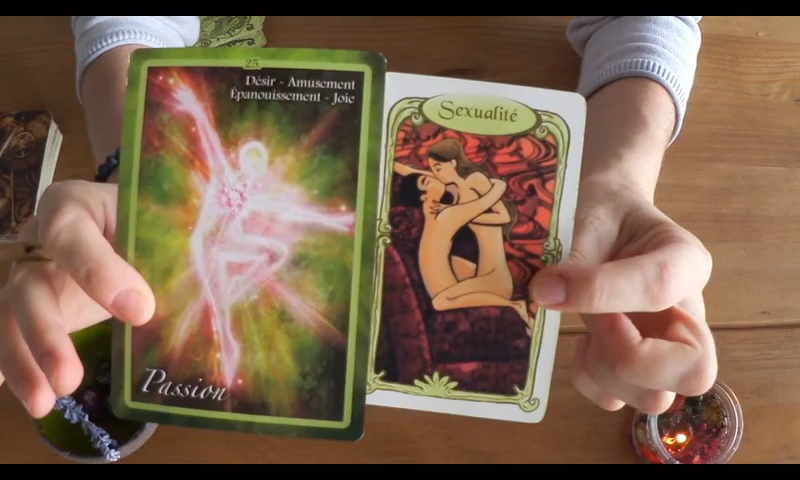 25.
Désir - Amusement
Épanouissement - Joie
Passion
Sexualité